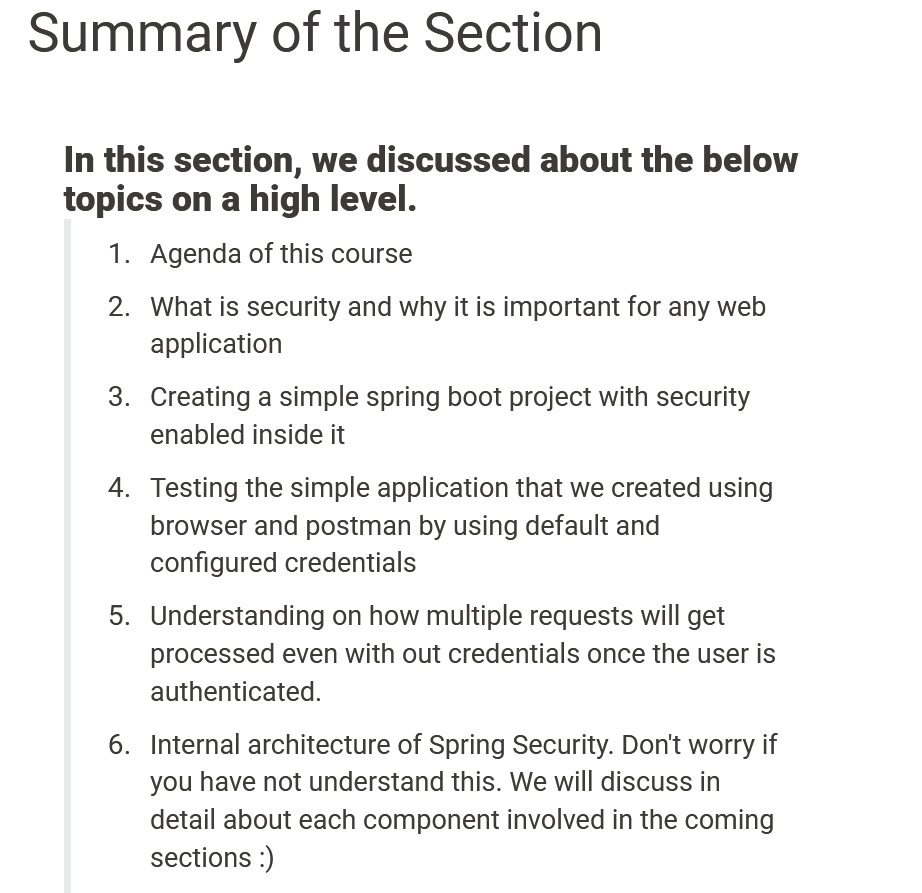 Summary of the Section
In this section, we discussed about the below
topics on a high level.
1. Agenda of this course
2. What is security and why it is important for any web
application
3. Creating a simple spring boot project with security
enabled inside it
4. Testing the simple application that we created using
browser and postman by using default and
configured credentials
5. Understanding on how multiple requests will get
processed even with out credentials once the user is
authenticated.
6. Internal architecture of Spring Security. Don't worry if
you have not understand this. We will discuss in
detail about each component involved in the coming
sections :)